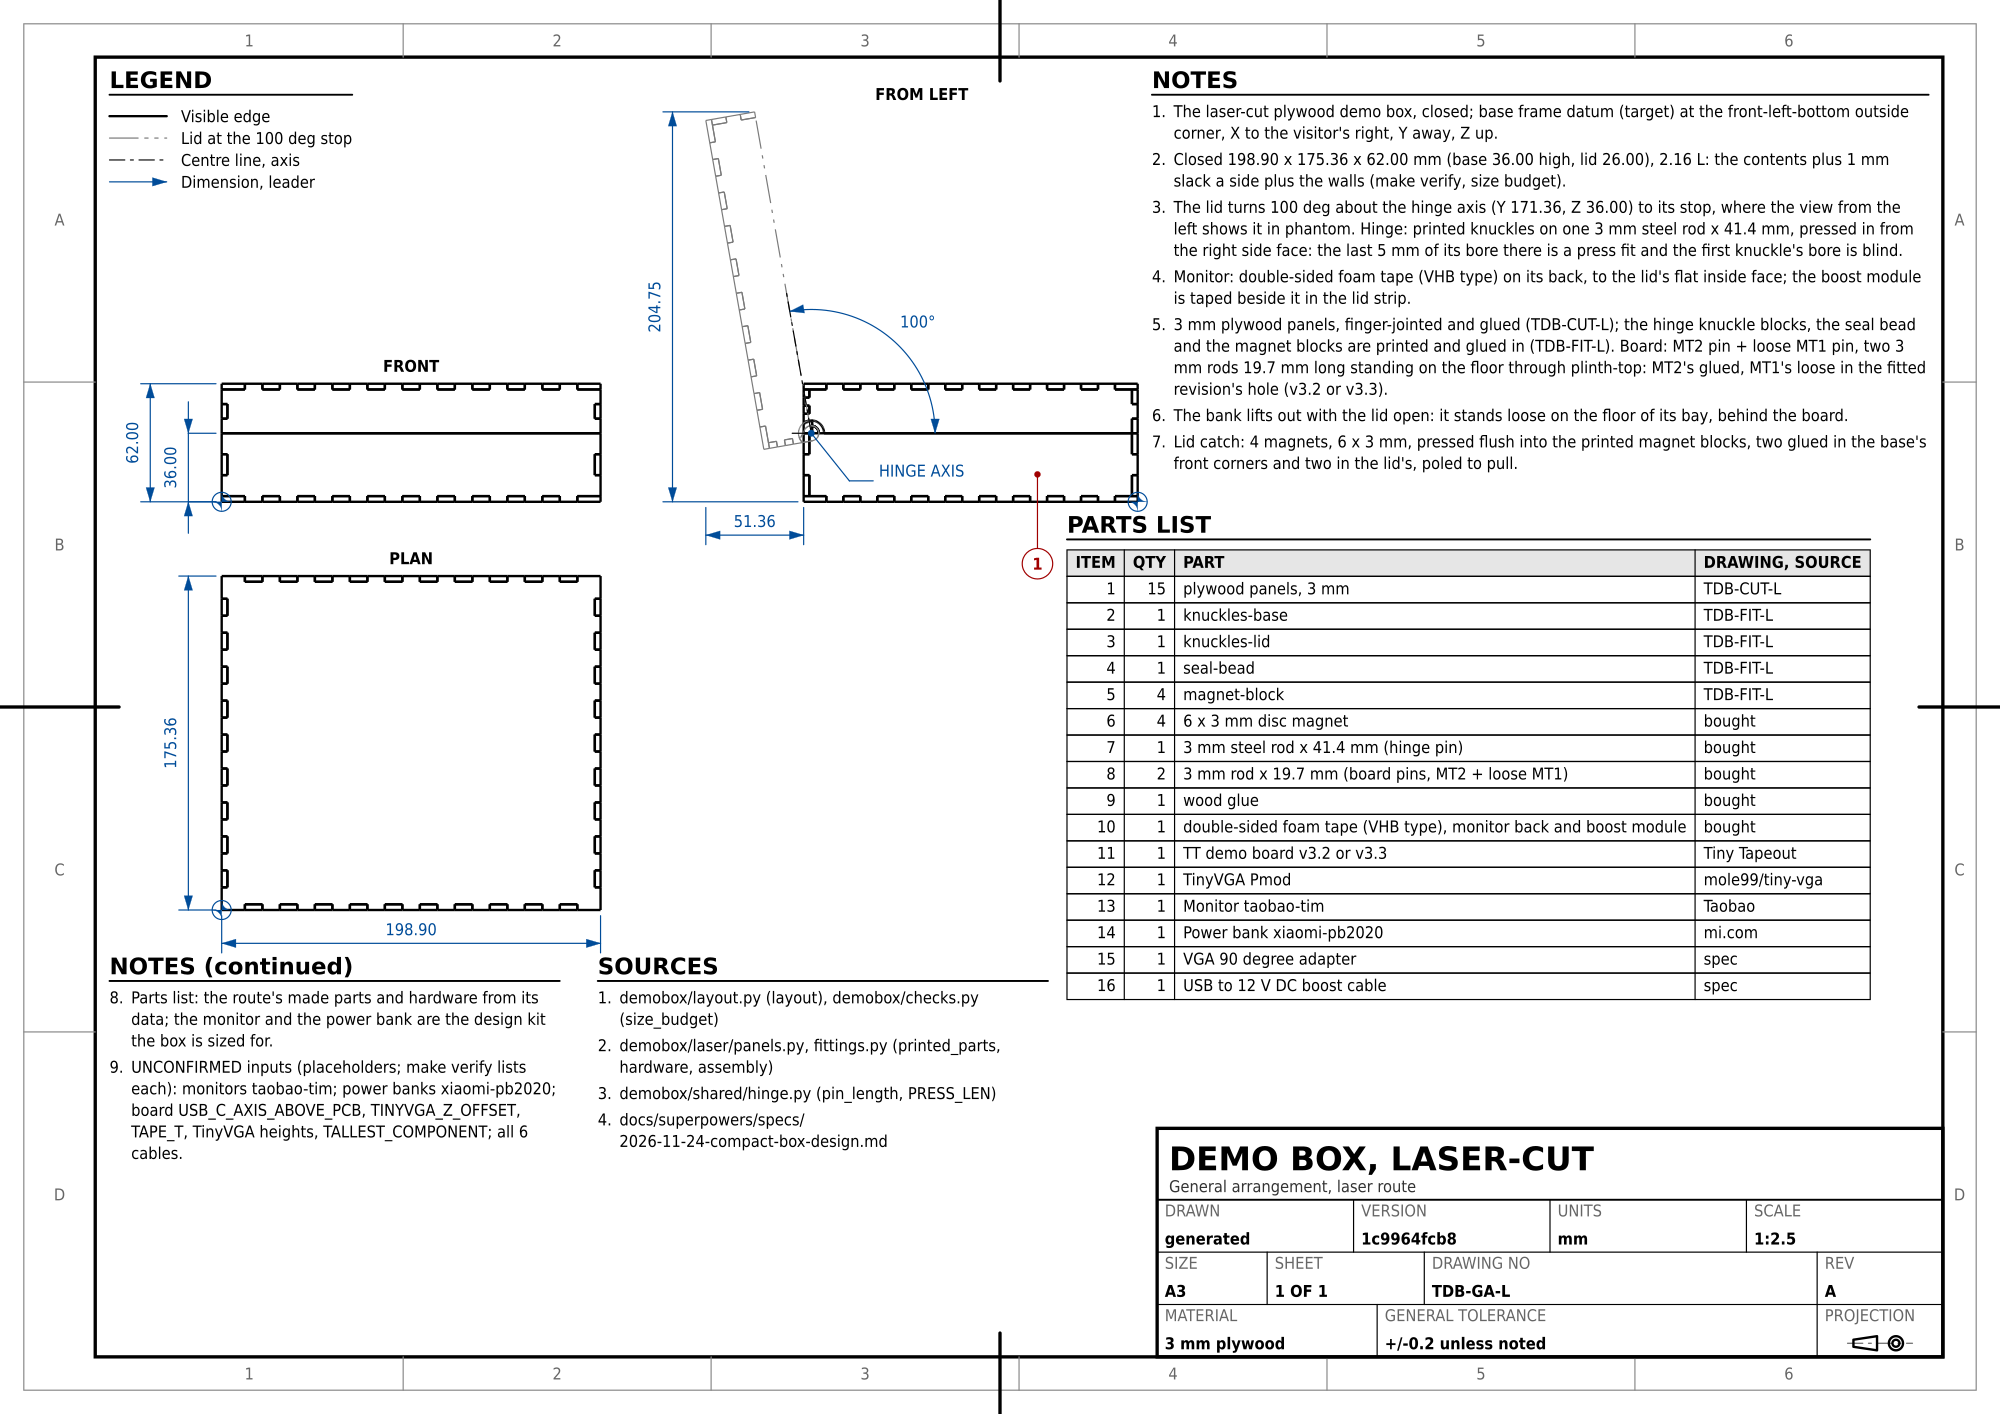 1 2 3 4 5 6
A
B
C
D
A
B
C
D
LEGEND
Visible edge
Lid at the 100 deg stop
Centre line, axis
Dimension, leader
FROM LEFT
204.75
100°
HINGE AXIS
51.36
1
FRONT
62.00
36.00
PLAN
175.36
198.90
NOTES
1. The laser-cut plywood demo box, closed; base frame datum (target) at the front-left-bottom outside
corner, X to the visitor's right, Y away, Z up.
2. Closed 198.90 x 175.36 x 62.00 mm (base 36.00 high, lid 26.00), 2.16 L: the contents plus 1 mm
slack a side plus the walls (make verify, size budget).
3. The lid turns 100 deg about the hinge axis (Y 171.36, Z 36.00) to its stop, where the view from the
left shows it in phantom. Hinge: printed knuckles on one 3 mm steel rod x 41.4 mm, pressed in from
the right side face: the last 5 mm of its bore there is a press fit and the first knuckle's bore is blind.
4. Monitor: double-sided foam tape (VHB type) on its back, to the lid's flat inside face; the boost module
is taped beside it in the lid strip.
5. 3 mm plywood panels, finger-jointed and glued (TDB-CUT-L); the hinge knuckle blocks, the seal bead
and the magnet blocks are printed and glued in (TDB-FIT-L). Board: MT2 pin + loose MT1 pin, two 3
mm rods 19.7 mm long standing on the floor through plinth-top: MT2's glued, MT1's loose in the fitted
revision's hole (v3.2 or v3.3).
6. The bank lifts out with the lid open: it stands loose on the floor of its bay, behind the board.
7. Lid catch: 4 magnets, 6 x 3 mm, pressed flush into the printed magnet blocks, two glued in the base's
front corners and two in the lid's, poled to pull.
PARTS LIST
ITEM QTY PART DRAWING, SOURCE
1 15 plywood panels, 3 mm TDB-CUT-L
2 1 knuckles-base TDB-FIT-L
3 1 knuckles-lid TDB-FIT-L
4 1 seal-bead TDB-FIT-L
5 4 magnet-block TDB-FIT-L
6 4 6 x 3 mm disc magnet bought
7 1 3 mm steel rod x 41.4 mm (hinge pin) bought
8 2 3 mm rod x 19.7 mm (board pins, MT2 + loose MT1) bought
9 1 wood glue bought
10 1 double-sided foam tape (VHB type), monitor back and boost module bought
11 1 TT demo board v3.2 or v3.3 Tiny Tapeout
12 1 TinyVGA Pmod mole99/tiny-vga
13 1 Monitor taobao-tim Taobao
14 1 Power bank xiaomi-pb2020 mi.com
15 1 VGA 90 degree adapter spec
16 1 USB to 12 V DC boost cable spec
NOTES (continued)
8. Parts list: the route's made parts and hardware from its
data; the monitor and the power bank are the design kit
the box is sized for.
9. UNCONFIRMED inputs (placeholders; make verify lists
each): monitors taobao-tim; power banks xiaomi-pb2020;
board USB_C_AXIS_ABOVE_PCB, TINYVGA_Z_OFFSET,
TAPE_T, TinyVGA heights, TALLEST_COMPONENT; all 6
cables.
SOURCES
1. demobox/layout.py (layout), demobox/checks.py
(size_budget)
2. demobox/laser/panels.py, fittings.py (printed_parts,
hardware, assembly)
3. demobox/shared/hinge.py (pin_length, PRESS_LEN)
4. docs/superpowers/specs/
2026-11-24-compact-box-design.md
DEMO BOX, LASER-CUT
General arrangement, laser route
DRAWN VERSION UNITS SCALE
generated 1c9964fcb8 mm 1:2.5
SIZE SHEET DRAWING NO REV
A3 1 OF 1 TDB-GA-L A
MATERIAL GENERAL TOLERANCE PROJECTION
3 mm plywood +/-0.2 unless noted
1 2 3 4 5 6